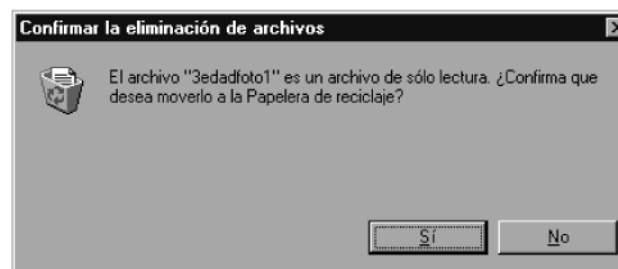 Confirmar la eliminación de archivos
El archivo "3edadfoto1" es un archivo de sólo lectura. ¿Confirma que
desea moverlo a la Papelera de reciclaje?
Sí
No